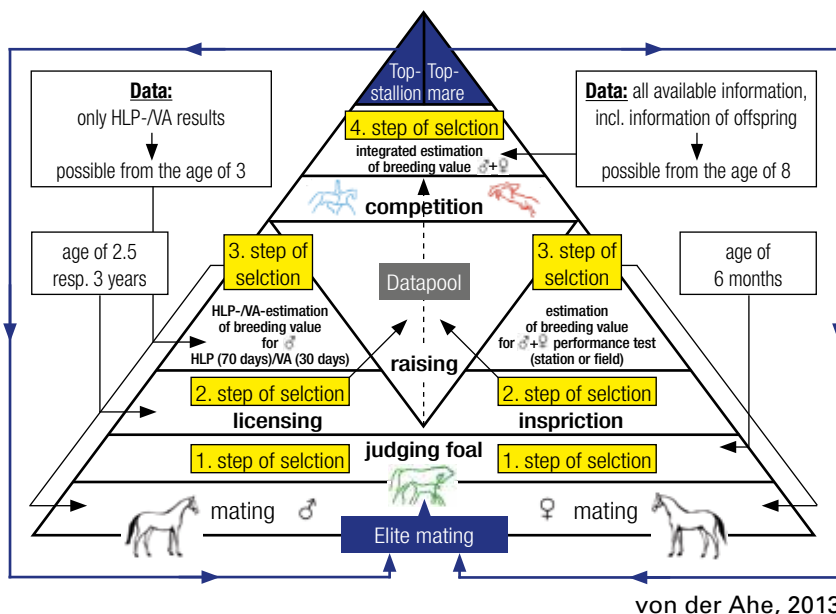 Top-
stallion
Top-
mare
Data:
only HLP-/VA results
possible from the age of 3
Data: all available information,
incl. information of offspring
possible from the age of 8
4. step of selction
integrated estimation
of breeding value ♂+♀
competition
age of 2.5
resp. 3 years
3. step of
selction
3. step of
selction
age of
6 months
Datapool
HLP-/VA-estimation
of breeding value
for ♂
HLP (70 days)/VA (30 days)
estimation
of breeding value
for ♂+♀ performance test
(station or field)
raising
2. step of selction
2. step of selction
licensing
inspriction
judging foal
1. step of selction
1. step of selction
mating ♂
♀ mating
Elite mating
von der Ahe, 2013